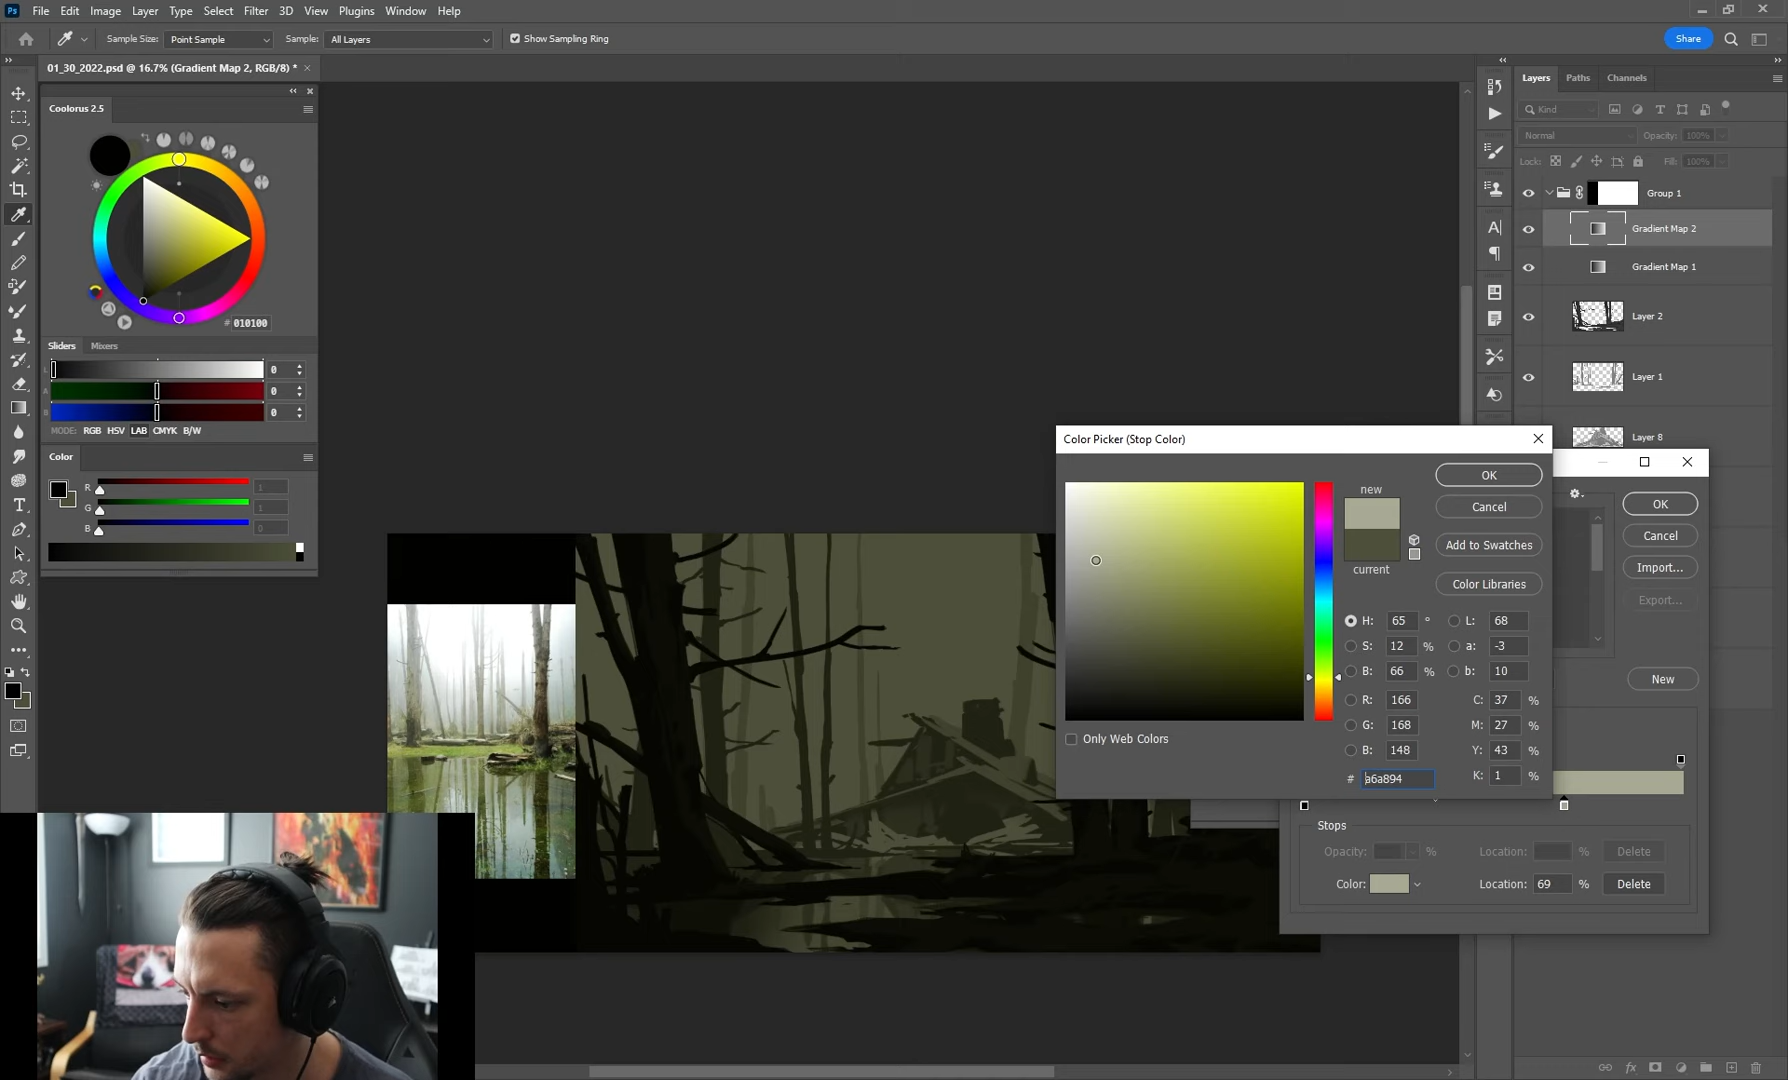 Ps File Edit Image Layer Type Select Filter 3D View Plugins Window Help
Sample Size: Point Sample Sample: All Layers Show Sampling Ring Share
01_30_2022.psd @ 16.7% (Gradient Map 2, RGB/8) * ×
Coolorus 2.5
# 010100
Sliders Mixers
L 0
A 0
B 0
MODE: RGB HSV LAB CMYK B/W
Color
R 1
G 1
B 0
Layers Paths Channels
Kind
Normal Opacity: 100%
Lock: Fill: 100%
Group 1
Gradient Map 2
Gradient Map 1
Layer 2
Layer 1
Layer 8
Color Picker (Stop Color)
new
current
OK
Cancel
Add to Swatches
Color Libraries
H: 65 ° L: 68
S: 12 % a: -3
B: 66 % b: 10
R: 166 C: 37 %
G: 168 M: 27 %
B: 148 Y: 43 %
# a6a894 K: 1 %
Only Web Colors
OK
Cancel
Import...
Export...
New
Stops
Opacity: % Location: % Delete
Color: Location: 69 % Delete